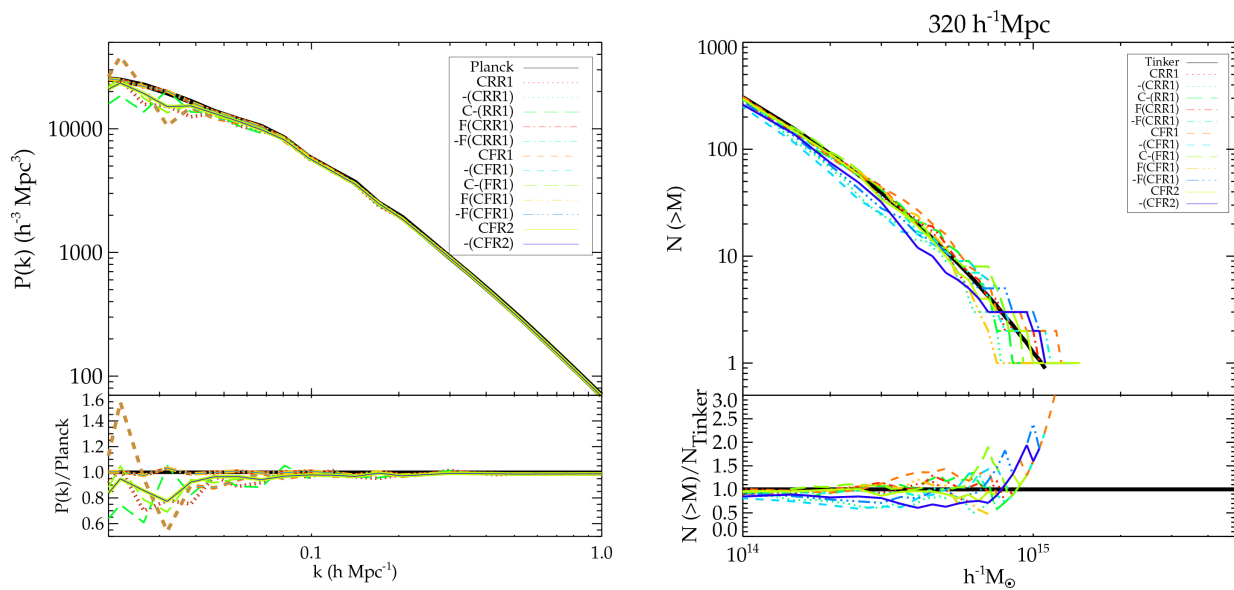 320 h⁻¹Mpc
P(k) (h⁻³ Mpc³)
10000
1000
100
Planck
CRR1
-(CRR1)
C-(RR1)
F(CRR1)
-F(CRR1)
CFR1
-(CFR1)
C-(FR1)
F(CFR1)
-F(CFR1)
CFR2
-(CFR2)
P(k)/Planck
1.6
1.4
1.2
1.0
0.8
0.6
0.1
1.0
k (h Mpc⁻¹)
N (>M)
1000
100
10
1
Tinker
CRR1
-(CRR1)
C-(RR1)
F(CRR1)
-F(CRR1)
CFR1
-(CFR1)
C-(FR1)
F(CFR1)
-F(CFR1)
CFR2
-(CFR2)
N (>M)/N_Tinker
3.0
2.5
2.0
1.5
1.0
0.5
0.0
10¹⁴
10¹⁵
h⁻¹M☉